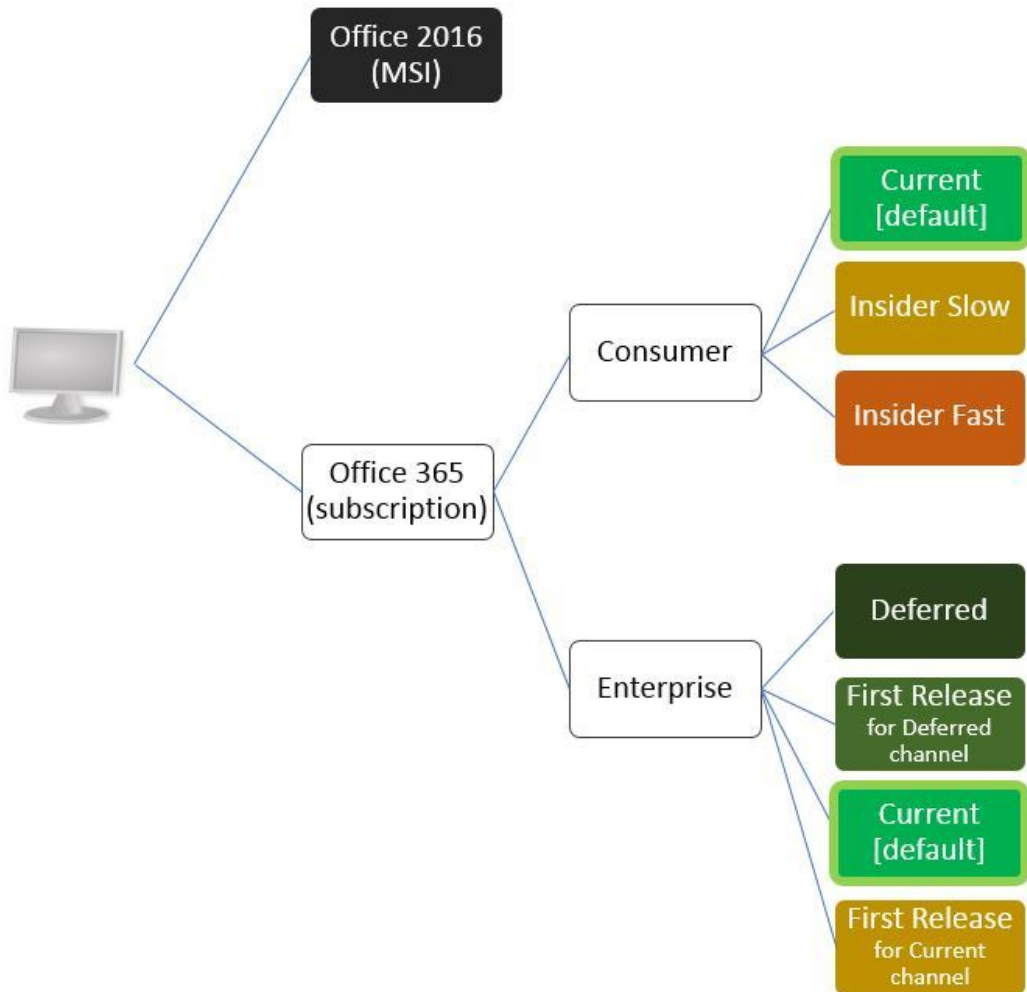 Office 2016
(MSI)
Current
[default]
Insider Slow
Consumer
Insider Fast
Office 365
(subscription)
Deferred
Enterprise
First Release
for Deferred
channel
Current
[default]
First Release
for Current
channel